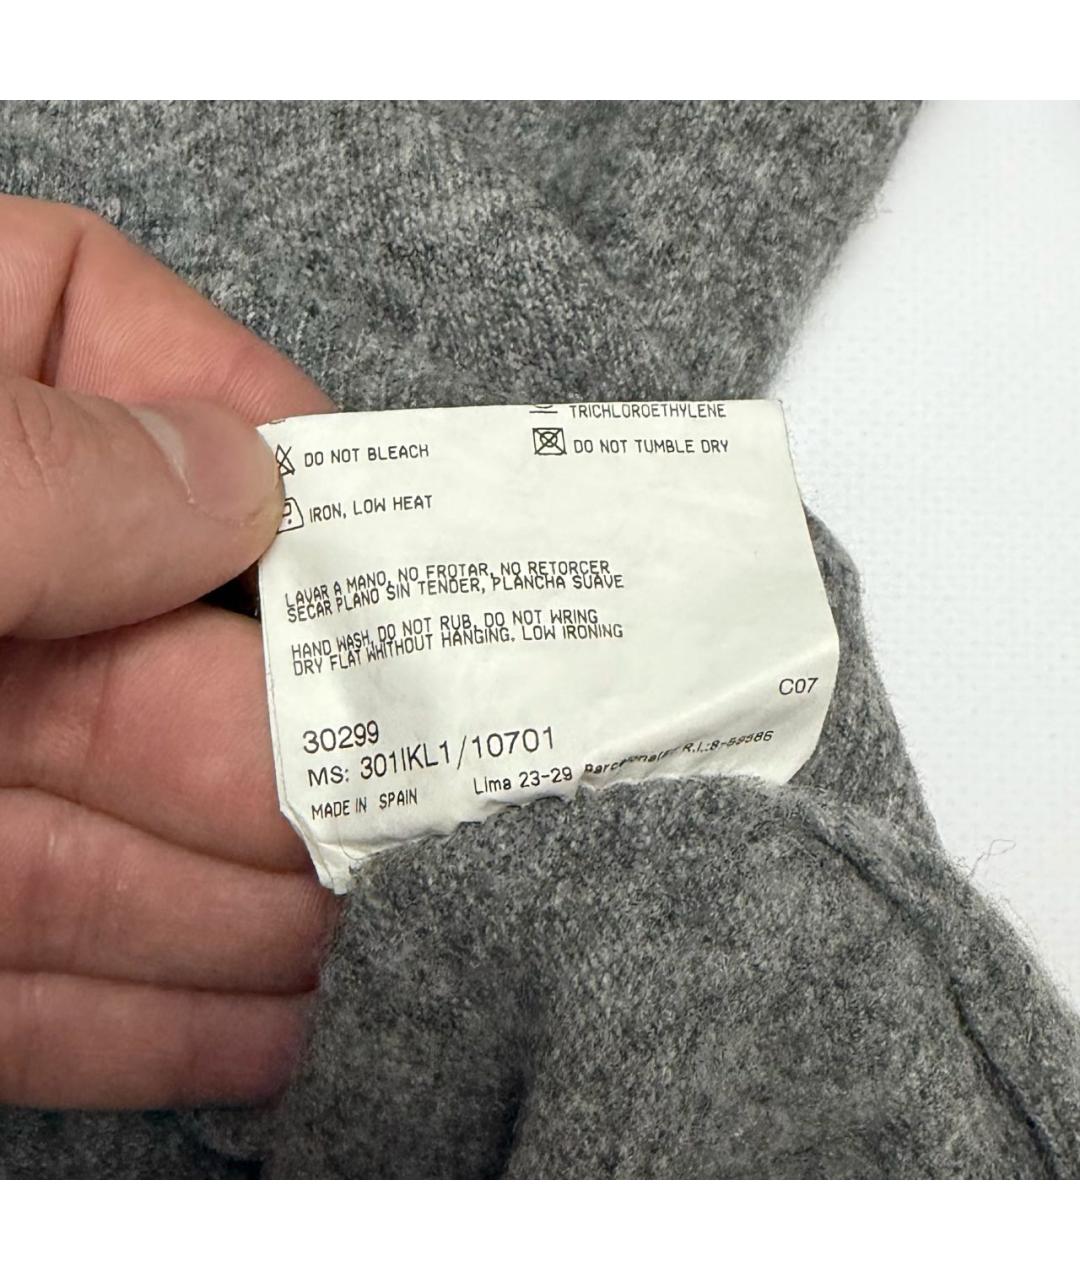 TRICHLOROETHYLENE
DO NOT BLEACH
DO NOT TUMBLE DRY
IRON, LOW HEAT
LAVAR A MANO, NO FROTAR, NO RETORCER
SECAR PLANO SIN TENDER, PLANCHA SUAVE
HAND WASH, DO NOT RUB, DO NOT WRING
DRY FLAT WHITHOUT HANGING, LOW IRONING
C07
30299
MS: 301IKL1/10701
MADE IN SPAIN
Lima 23-29 R.I.:8-